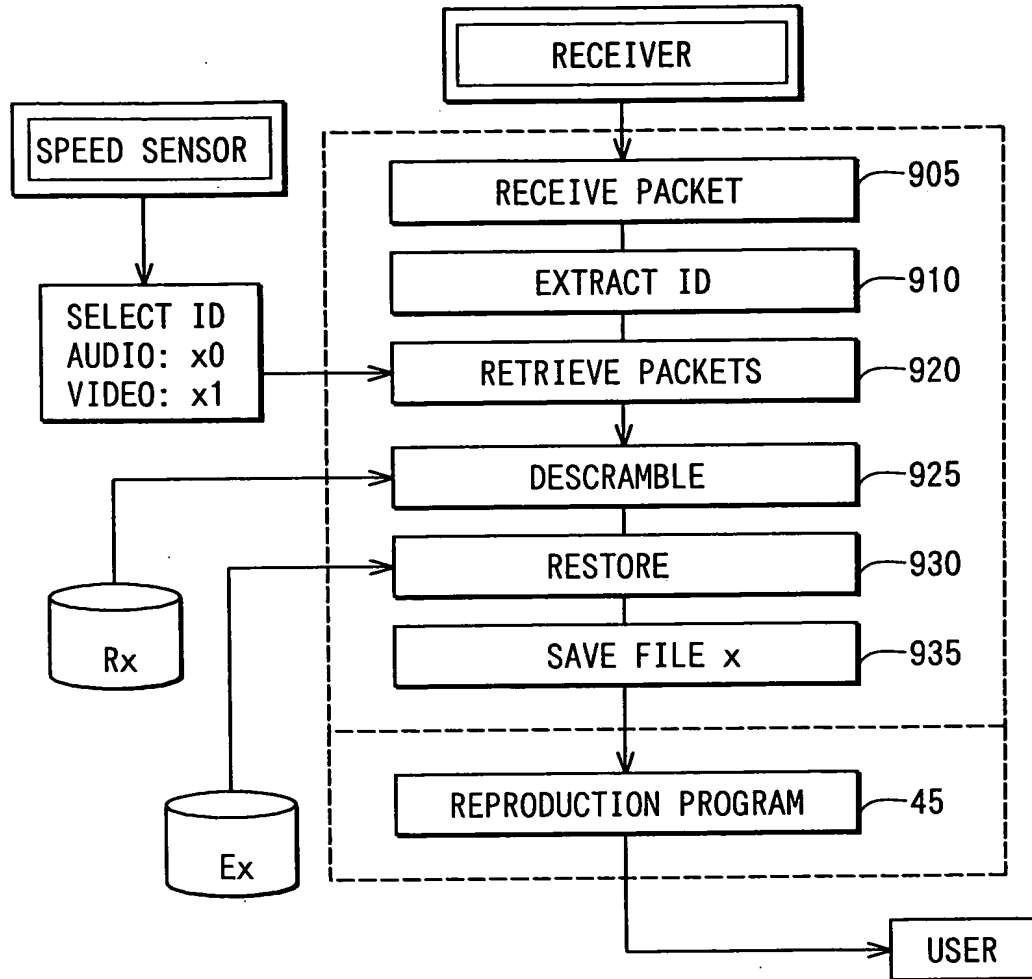 RECEIVER
SPEED SENSOR
RECEIVE PACKET
905
EXTRACT ID
910
SELECT ID
AUDIO: x0
VIDEO: x1
RETRIEVE PACKETS
920
DESCRAMBLE
925
RESTORE
930
Rx
SAVE FILE x
935
REPRODUCTION PROGRAM
45
Ex
USER